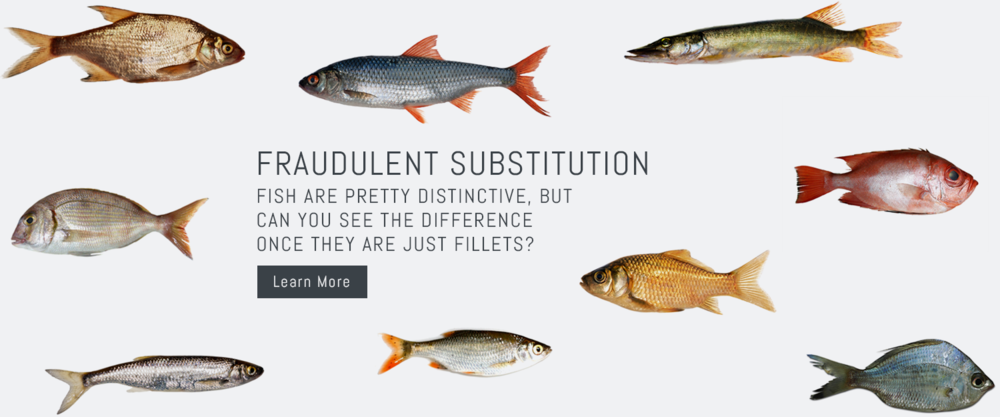 FRAUDULENT SUBSTITUTION
FISH ARE PRETTY DISTINCTIVE, BUT
CAN YOU SEE THE DIFFERENCE
ONCE THEY ARE JUST FILLETS?
Learn More